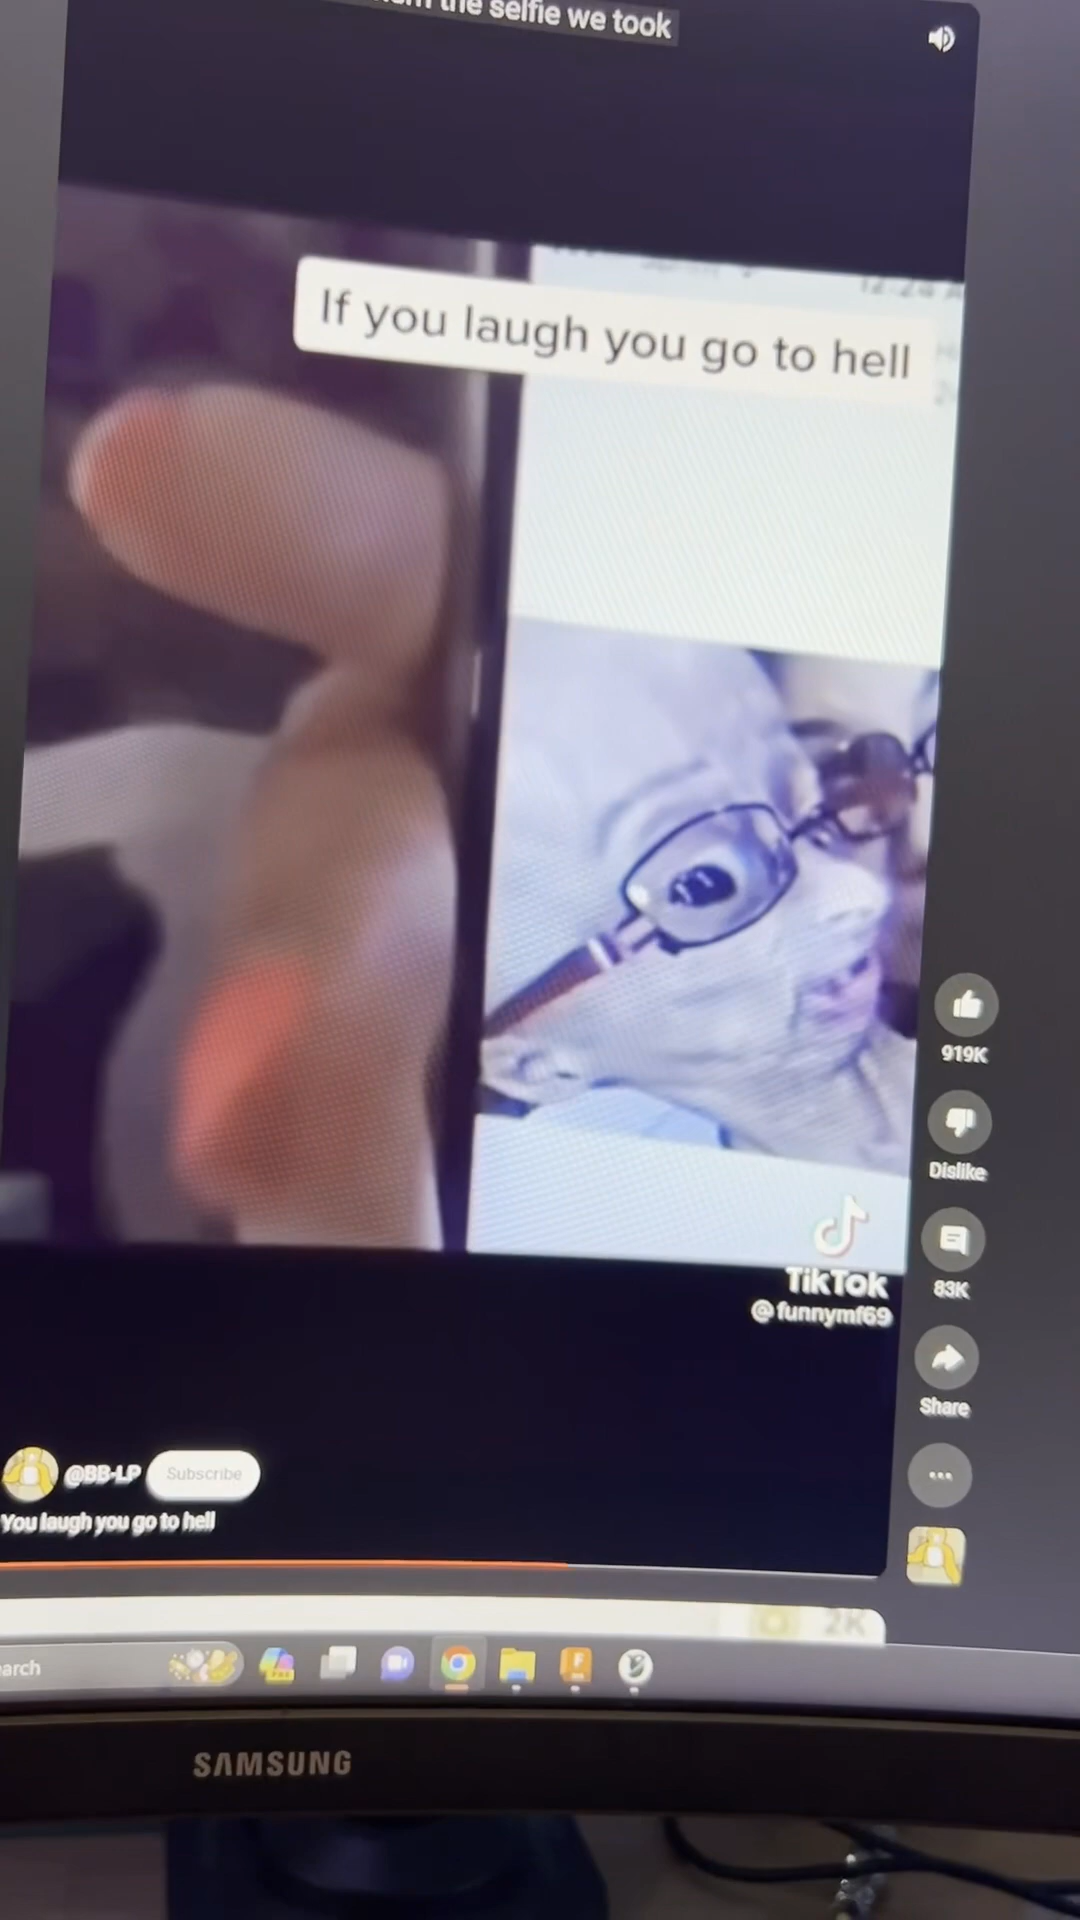 the selfie we took
If you laugh you go to hell
919K
Dislike
83K
TikTok
@funnymf69
Share
@BB-LP
Subscribe
You laugh you go to hell
2K
SAMSUNG